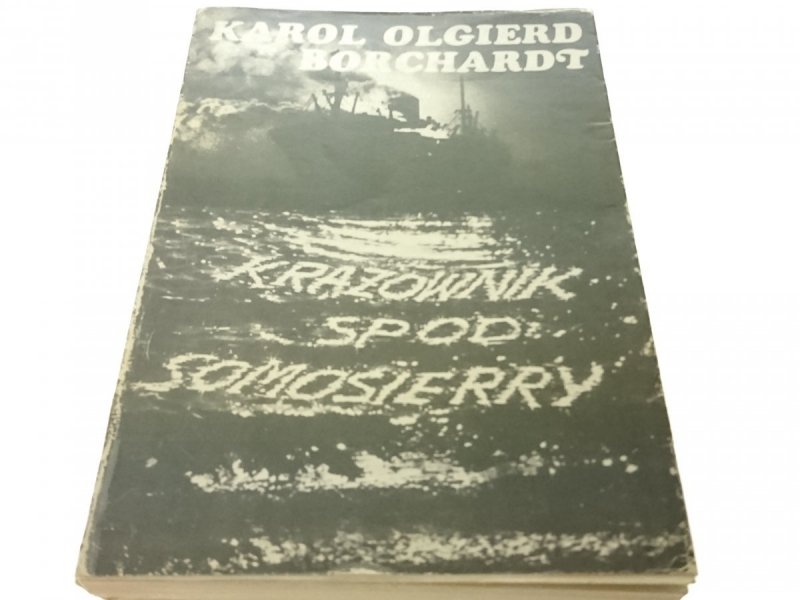 KAROL OLGIERD
BORCHARDT
KRĄŻOWNIK
SPOD
SOMOSIERRY